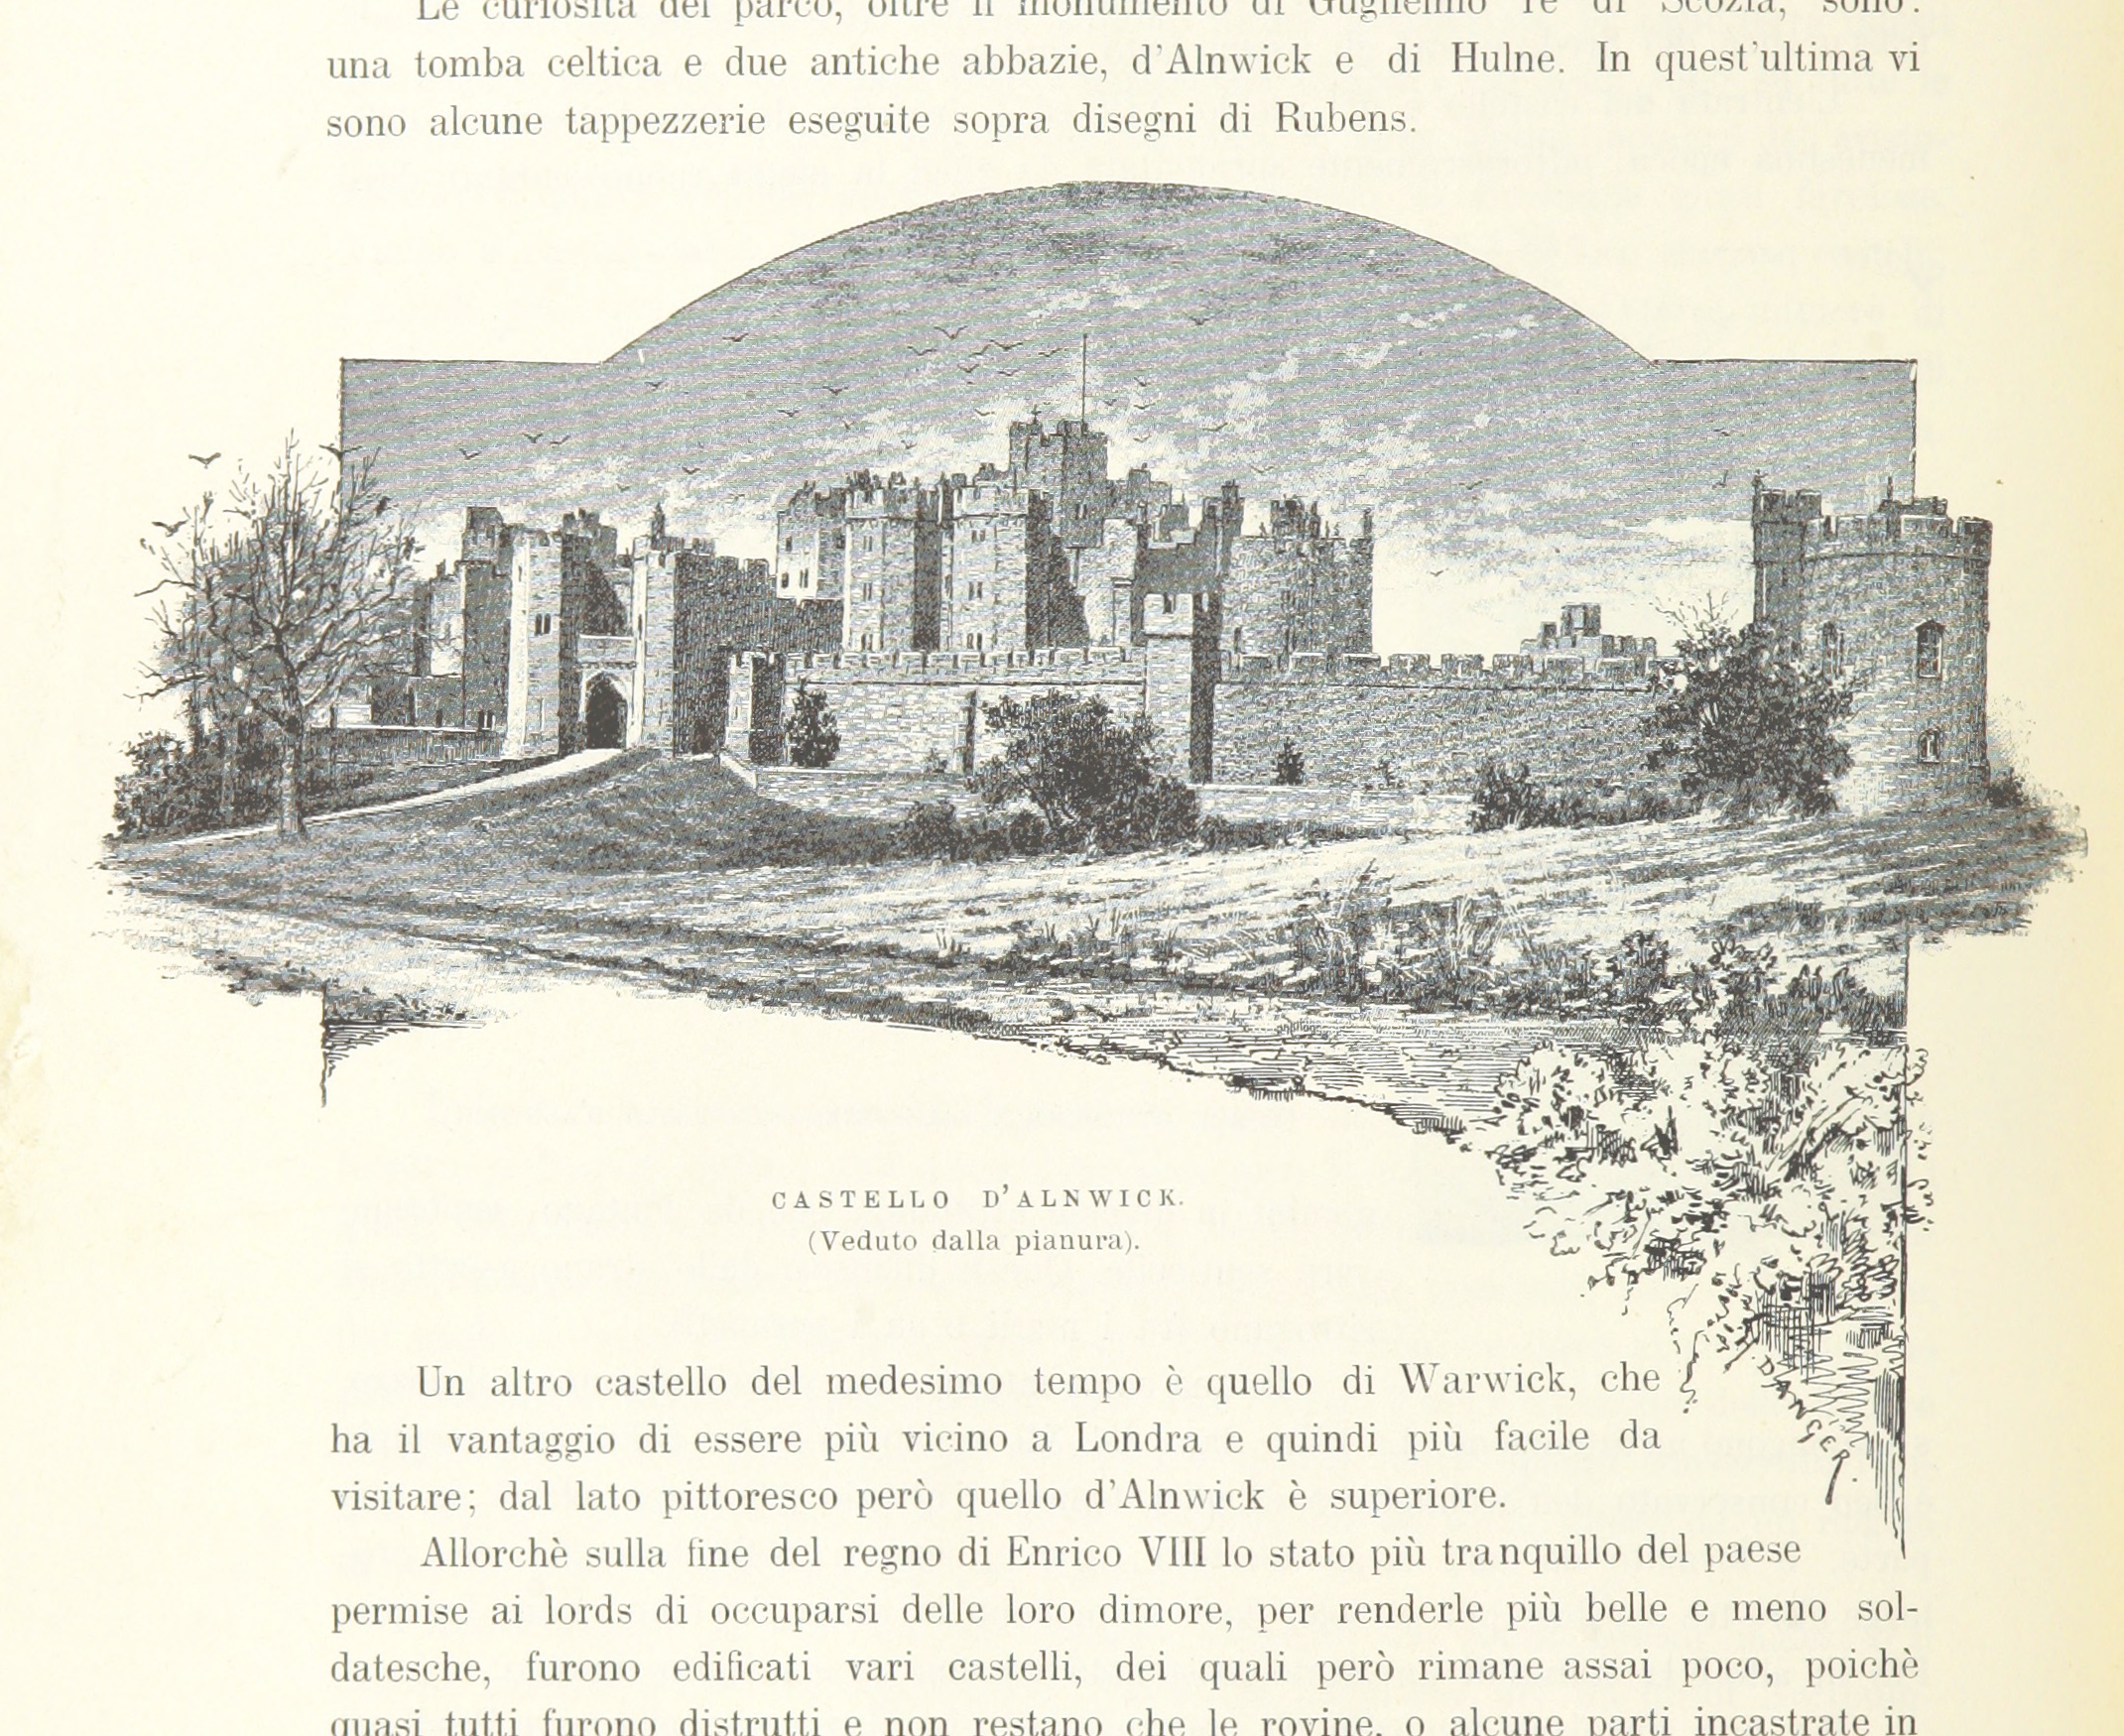 Le curiosità del parco, oltre il monumento di Guglielmo re di Scozia, sono:
una tomba celtica e due antiche abbazie, d'Alnwick e di Hulne. In quest'ultima vi
sono alcune tappezzerie eseguite sopra disegni di Rubens.
CASTELLO D'ALNWICK.
(Veduto dalla pianura).
Un altro castello del medesimo tempo è quello di Warwick, che
ha il vantaggio di essere più vicino a Londra e quindi più facile da
visitare; dal lato pittoresco però quello d'Alnwick è superiore.
DANGER.
Allorchè sulla fine del regno di Enrico VIII lo stato più tranquillo del paese
permise ai lords di occuparsi delle loro dimore, per renderle più belle e meno sol-
datesche, furono edificati vari castelli, dei quali però rimane assai poco, poichè
quasi tutti furono distrutti e non restano che le rovine, o alcune parti incastrate in